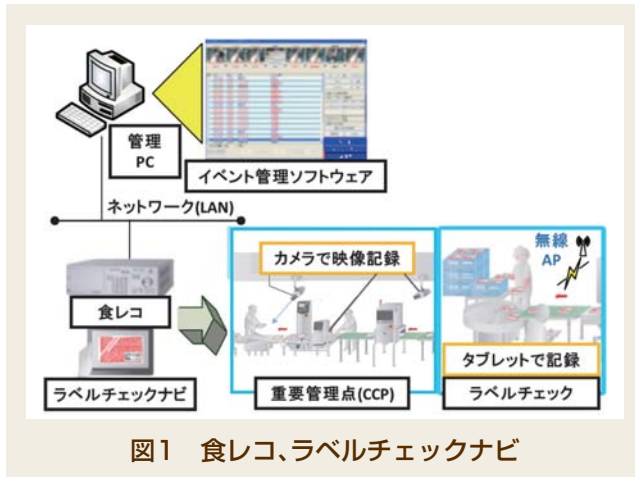 管理
PC
イベント管理ソフトウェア
ネットワーク(LAN)
食レコ
ラベルチェックナビ
カメラで映像記録
重要管理点(CCP)
無線
AP
タブレットで記録
ラベルチェック
図1 食レコ、ラベルチェックナビ